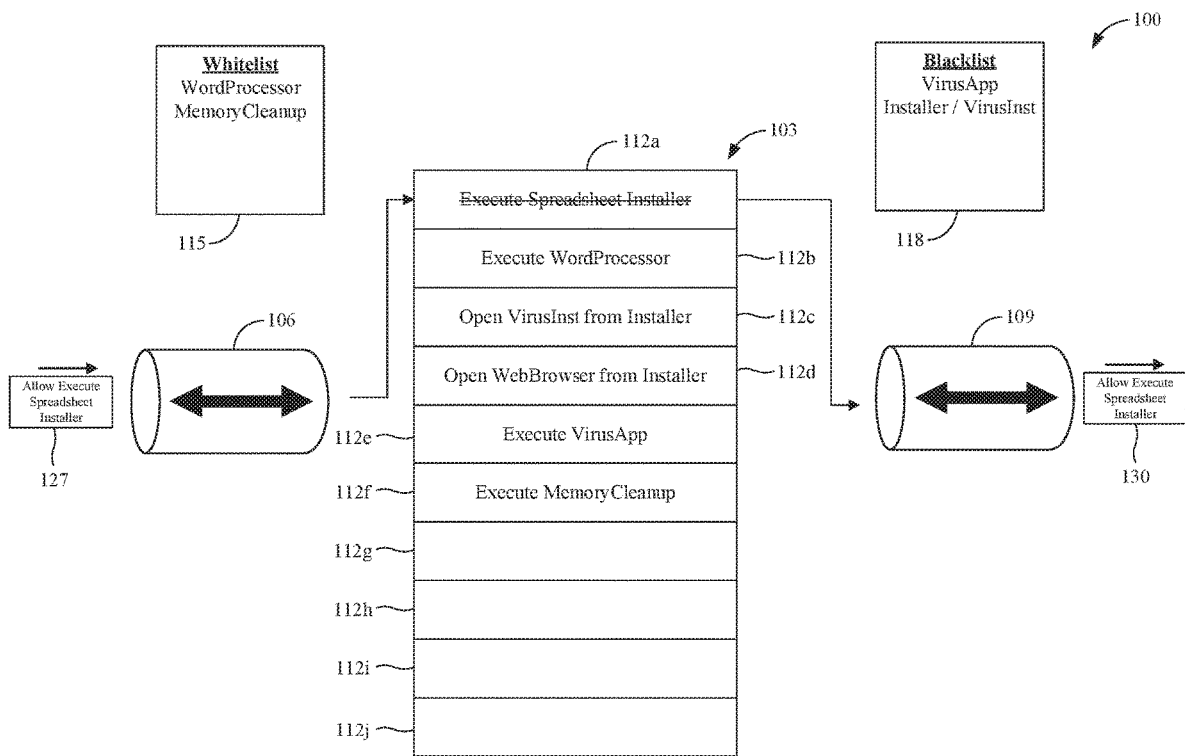 100
Whitelist
WordProcessor
MemoryCleanup
115
Blacklist
VirusApp
Installer / VirusInst
118
112a
103
Execute Spreadsheet Installer
Execute WordProcessor
112b
Open VirusInst from Installer
112c
Open WebBrowser from Installer
112d
112e
Execute VirusApp
112f
Execute MemoryCleanup
112g
112h
112i
112j
106
Allow Execute
Spreadsheet
Installer
127
109
Allow Execute
Spreadsheet
Installer
130